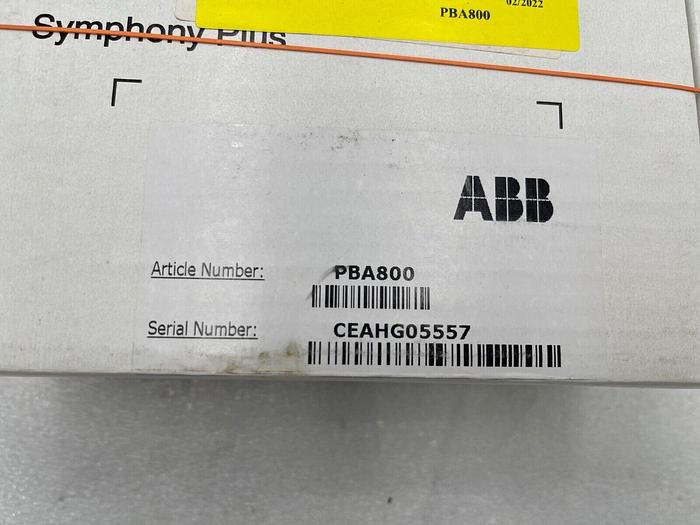 02/2022
PBA800
Symphony Plus
ABB
Article Number: PBA800
Serial Number: CEAHG05557